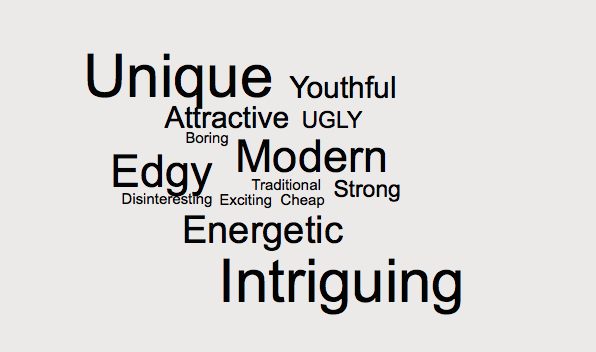 Unique Youthful
Attractive UGLY
Boring Modern
Edgy
Traditional Strong
Disinteresting Exciting Cheap
Energetic
Intriguing